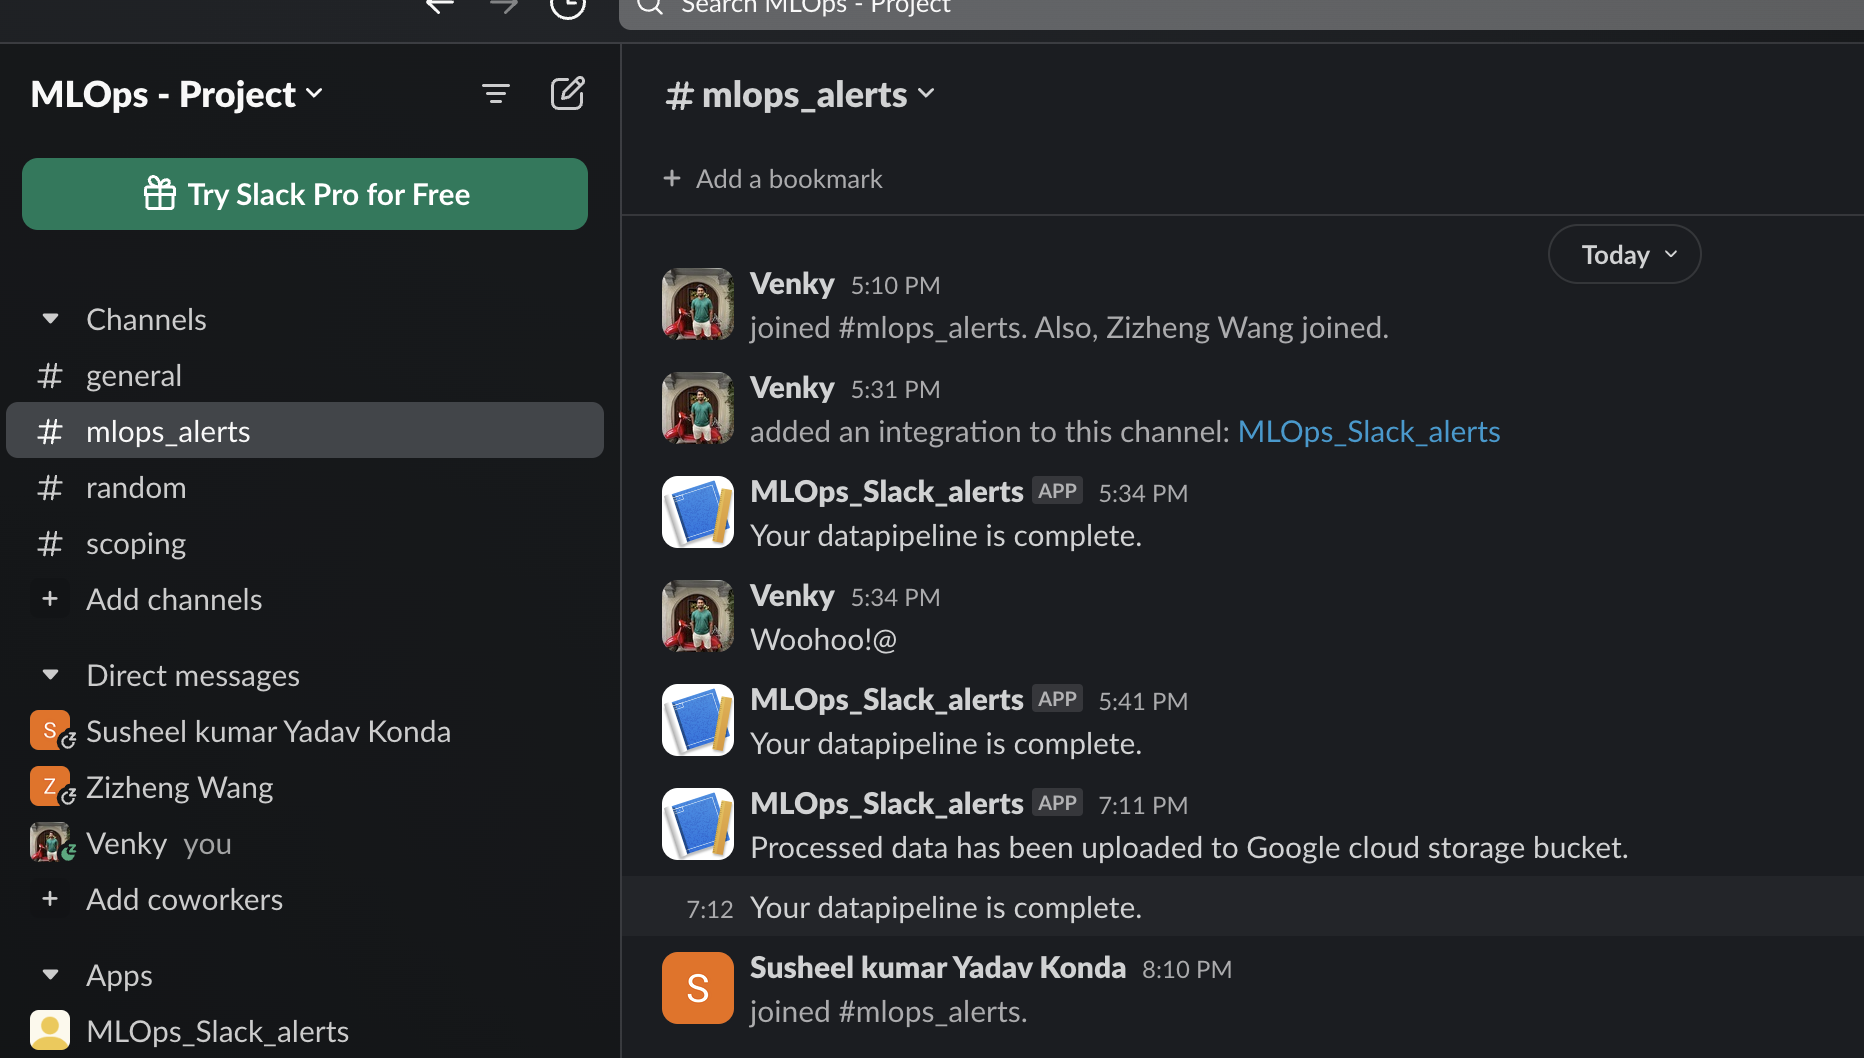 Search MLOps - Project
MLOps - Project
Try Slack Pro for Free
Channels
# general
# mlops_alerts
# random
# scoping
+ Add channels
Direct messages
S Susheel kumar Yadav Konda
Z Zizheng Wang
Venky you
+ Add coworkers
Apps
MLOps_Slack_alerts
# mlops_alerts
+ Add a bookmark
Today
Venky 5:10 PM
joined #mlops_alerts. Also, Zizheng Wang joined.
Venky 5:31 PM
added an integration to this channel: MLOps_Slack_alerts
MLOps_Slack_alerts APP 5:34 PM
Your datapipeline is complete.
Venky 5:34 PM
Woohoo!@
MLOps_Slack_alerts APP 5:41 PM
Your datapipeline is complete.
MLOps_Slack_alerts APP 7:11 PM
Processed data has been uploaded to Google cloud storage bucket.
7:12 Your datapipeline is complete.
S
Susheel kumar Yadav Konda 8:10 PM
joined #mlops_alerts.